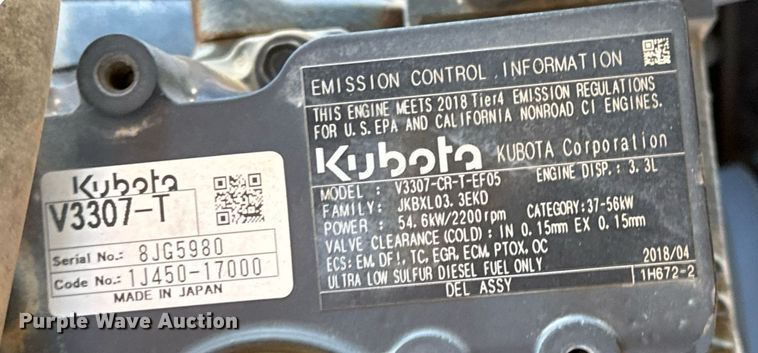 Kubota
V3307-T
Serial No.: 8JG5980
Code No.: 1J450-17000
MADE IN JAPAN
EMISSION CONTROL INFORMATION
THIS ENGINE MEETS 2018 Tier4 EMISSION REGULATIONS
FOR U.S.EPA AND CALIFORNIA NONROAD CI ENGINES.
Kubota KUBOTA Corporation
MODEL : V3307-CR-T-EF05 ENGINE DISP.: 3.3L
FAMILY: JKBXL03.3EKD
POWER : 54.6kW/2200rpm CATEGORY:37-56kW
VALVE CLEARANCE(COLD): IN 0.15mm EX 0.15mm
ECS: EM, DFI, TC, EGR, ECM, PTOX, OC
ULTRA LOW SULFUR DIESEL FUEL ONLY 2018/04
DEL ASSY 1H672-2
Purple Wave Auction